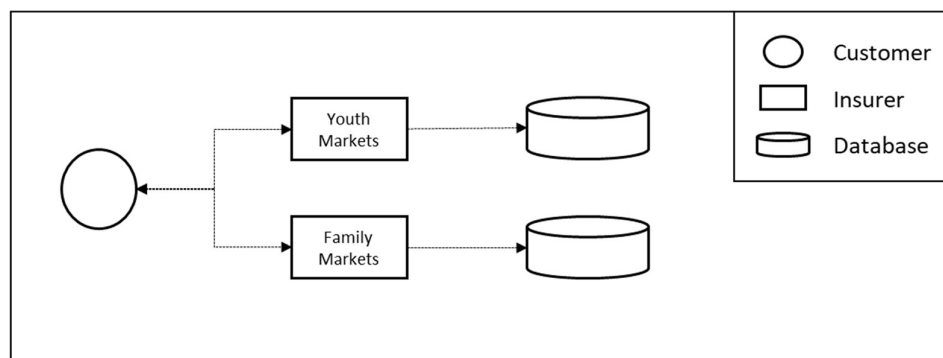 Customer
Insurer
Database
Youth
Markets
Family
Markets